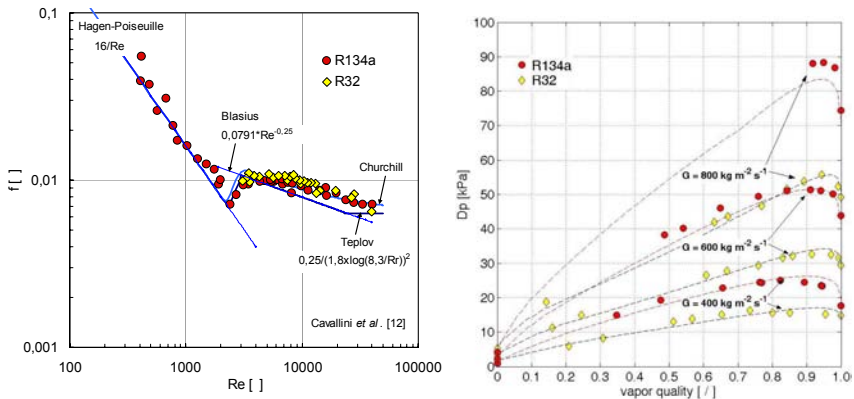 0,1
0,01
0,001
f [ ]
100
1000
10000
100000
Re [ ]
Hagen-Poiseuille
16/Re
R134a
R32
Blasius
0,0791*Re-0,25
Churchill
Teplov
0,25/(1,8xlog(8,3/Rr))2
Cavallini et al. [12]
100
90
80
70
60
50
40
30
20
10
0
Dp [kPa]
R134a
R32
G = 800 kg m-2 s-1
G = 600 kg m-2 s-1
G = 400 kg m-2 s-1
0 0.1 0.2 0.3 0.4 0.5 0.6 0.7 0.8 0.9 1.0
vapor quality [ / ]